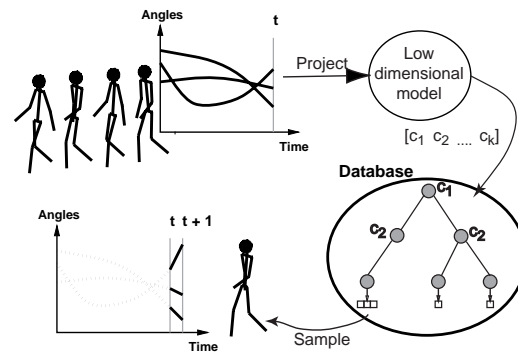 Angles
t
Project
Low
dimensional
model
Time
[c1 c2 .... ck]
Database
c1
c2
c2
Angles
t t + 1
Time
Sample